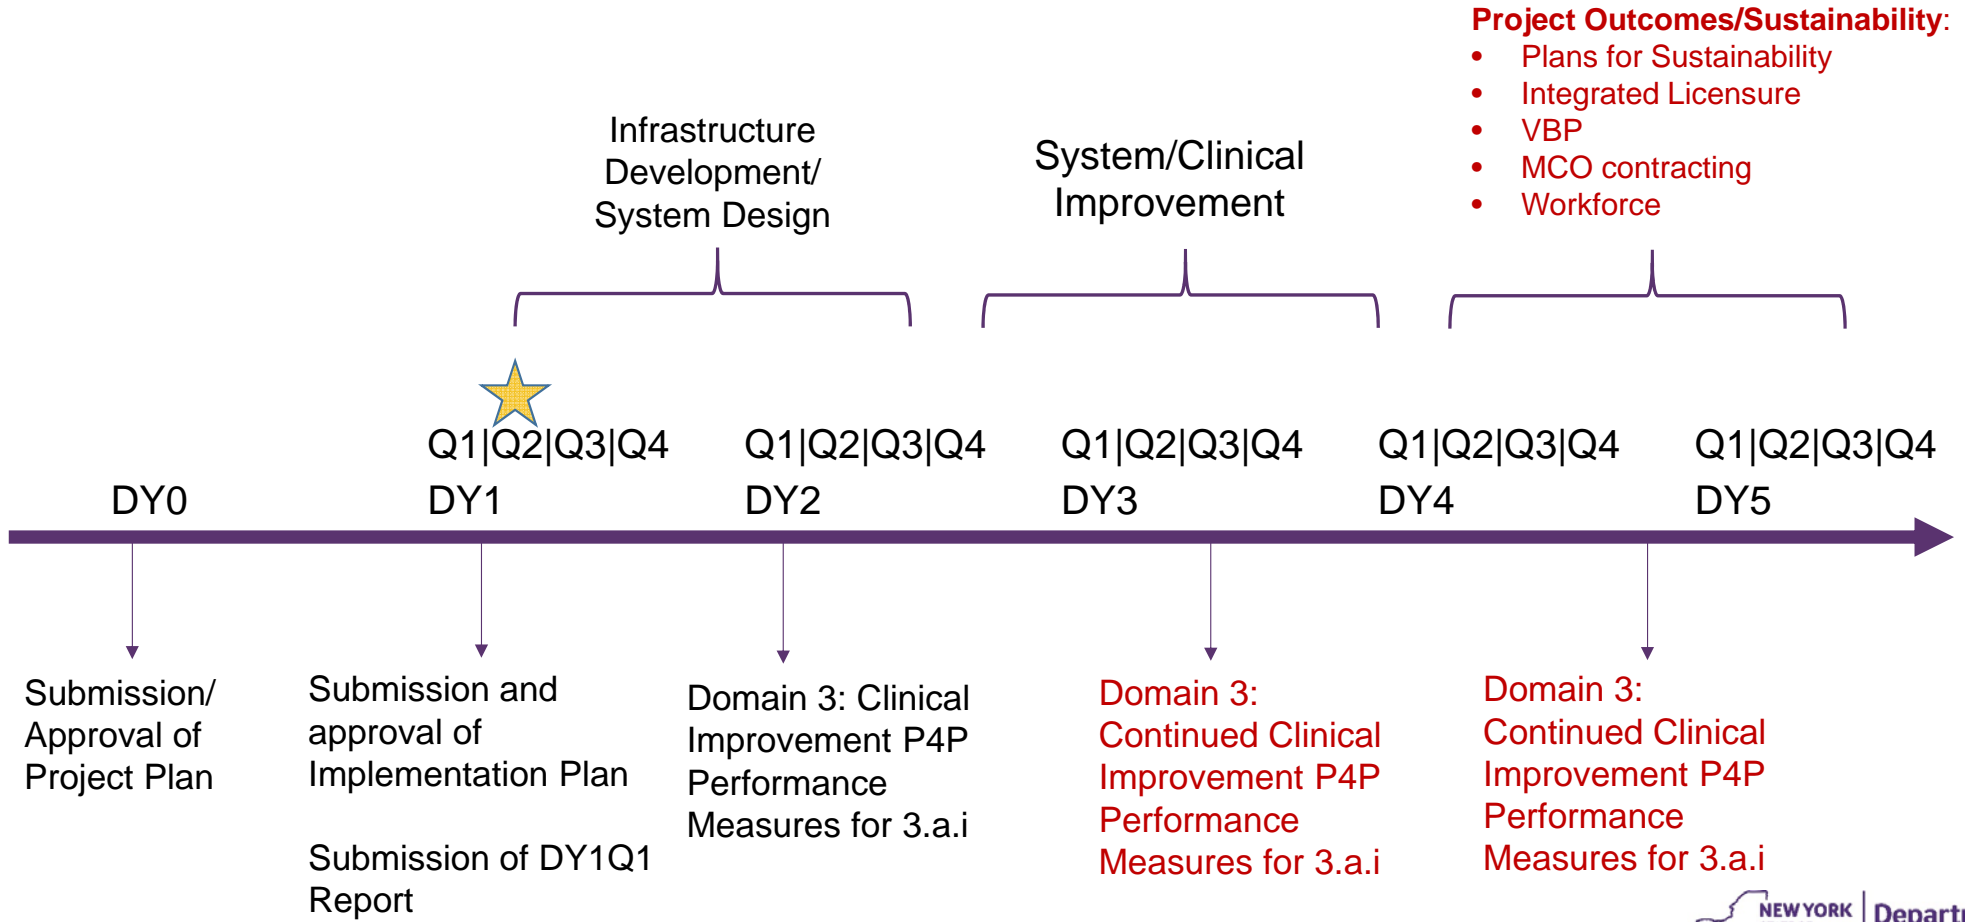 Project Outcomes/Sustainability:
• Plans for Sustainability
• Integrated Licensure
• VBP
• MCO contracting
• Workforce
Infrastructure
Development/
System Design
System/Clinical
Improvement
Q1|Q2|Q3|Q4
Q1|Q2|Q3|Q4
Q1|Q2|Q3|Q4
Q1|Q2|Q3|Q4
Q1|Q2|Q3|Q4
DY0
DY1
DY2
DY3
DY4
DY5
Submission/
Approval of
Project Plan
Submission and
approval of
Implementation Plan
Submission of DY1Q1
Report
Domain 3: Clinical
Improvement P4P
Performance
Measures for 3.a.i
Domain 3:
Continued Clinical
Improvement P4P
Performance
Measures for 3.a.i
Domain 3:
Continued Clinical
Improvement P4P
Performance
Measures for 3.a.i
NEW YORK